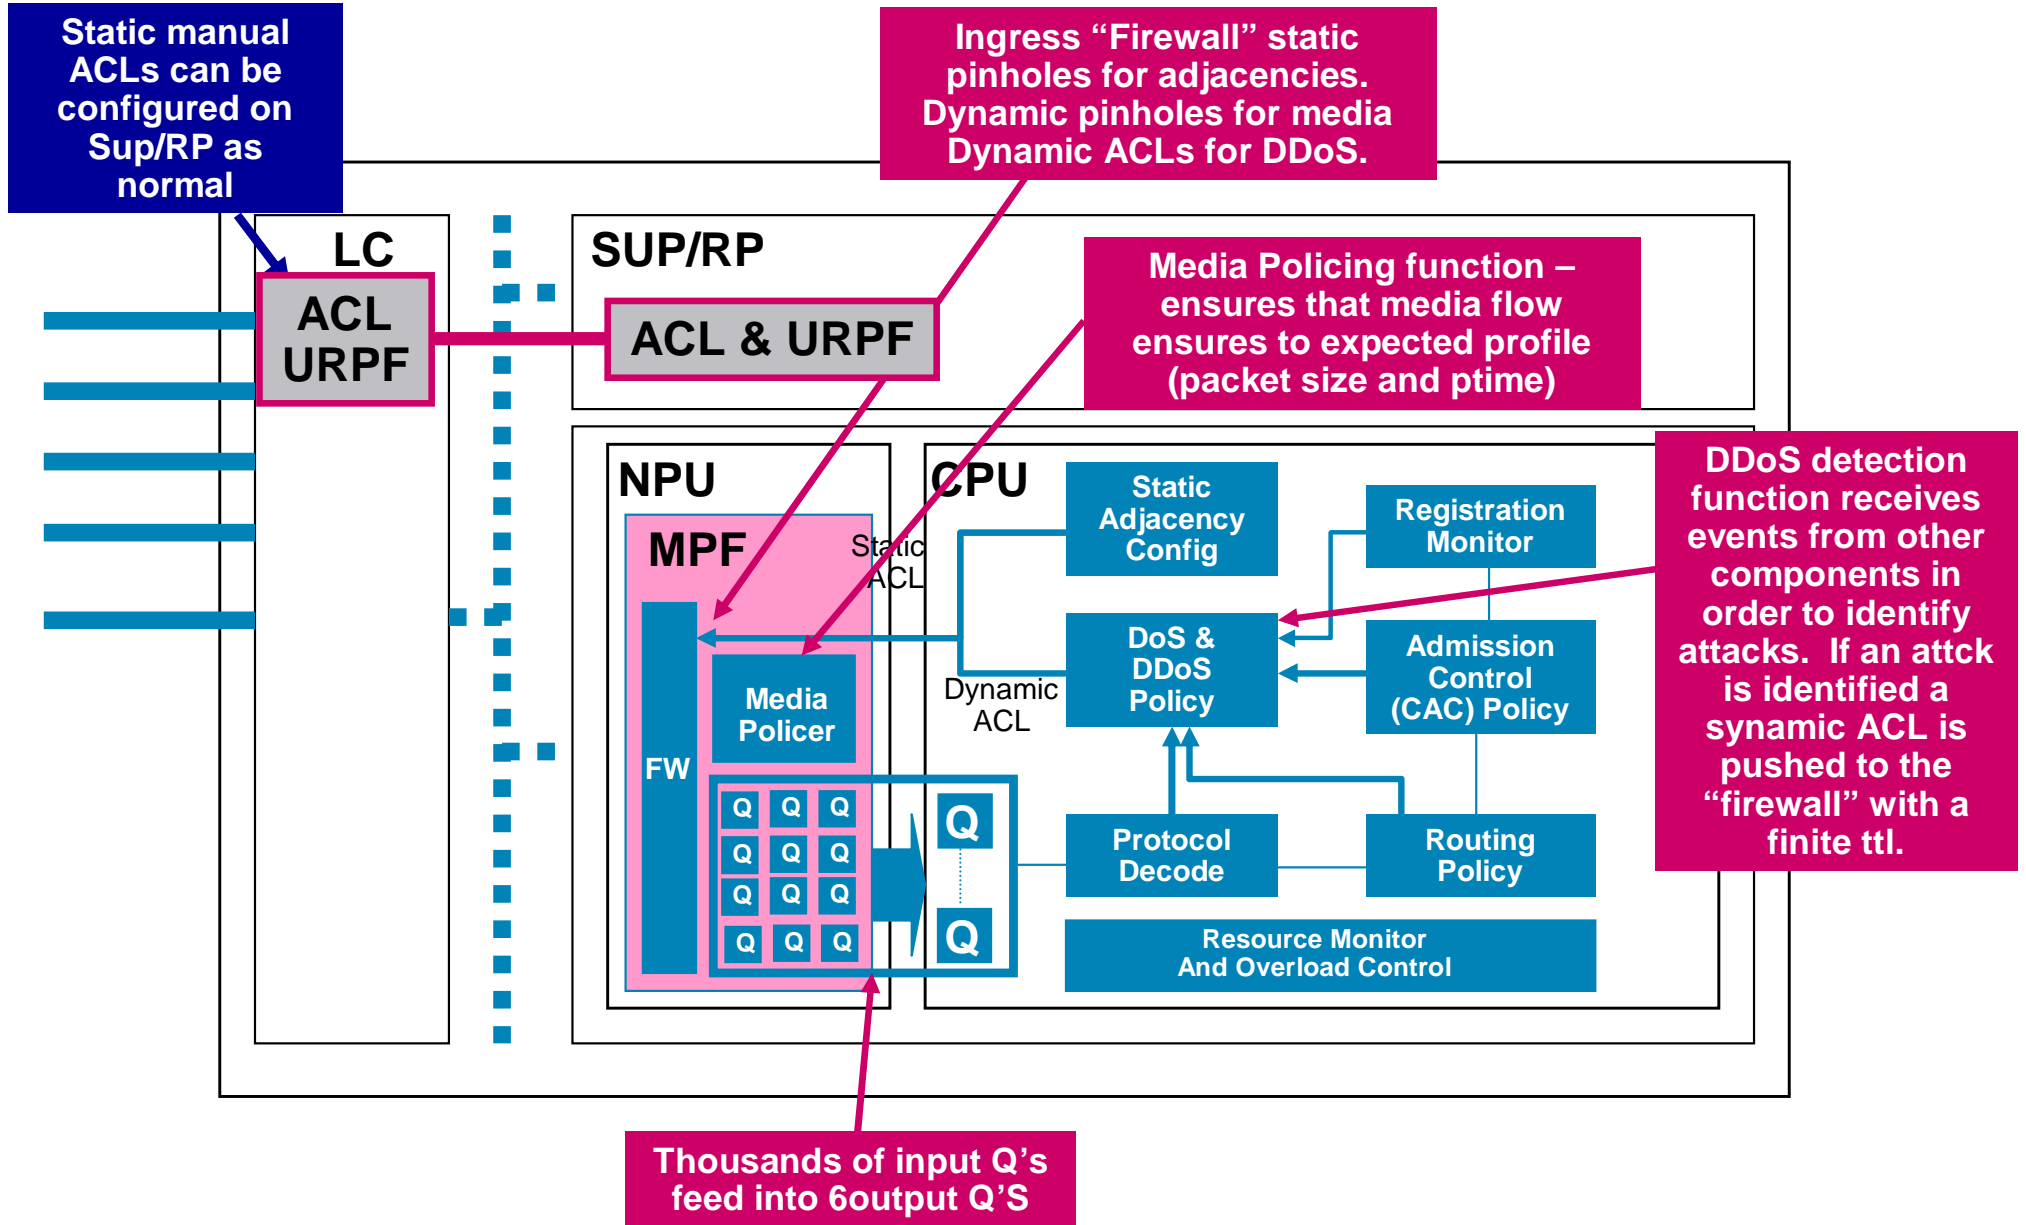 Static manual
ACLs can be
configured on
Sup/RP as
normal
Ingress “Firewall” static
pinholes for adjacencies.
Dynamic pinholes for media
Dynamic ACLs for DDoS.
LC
ACL
URPF
SUP/RP
ACL & URPF
Media Policing function –
ensures that media flow
ensures to expected profile
(packet size and ptime)
NPU
MPF
FW
Static
ACL
Media
Policer
Q Q Q
Q Q Q
Q Q Q
Q Q Q
CPU
Static
Adjacency
Config
Registration
Monitor
DoS &
DDoS
Policy
Dynamic
ACL
Admission
Control
(CAC) Policy
Q
Q
Protocol
Decode
Routing
Policy
Resource Monitor
And Overload Control
DDoS detection
function receives
events from other
components in
order to identify
attacks.  If an attck
is identified a
synamic ACL is
pushed to the
“firewall” with a
finite ttl.
Thousands of input Q’s
feed into 6output Q’S